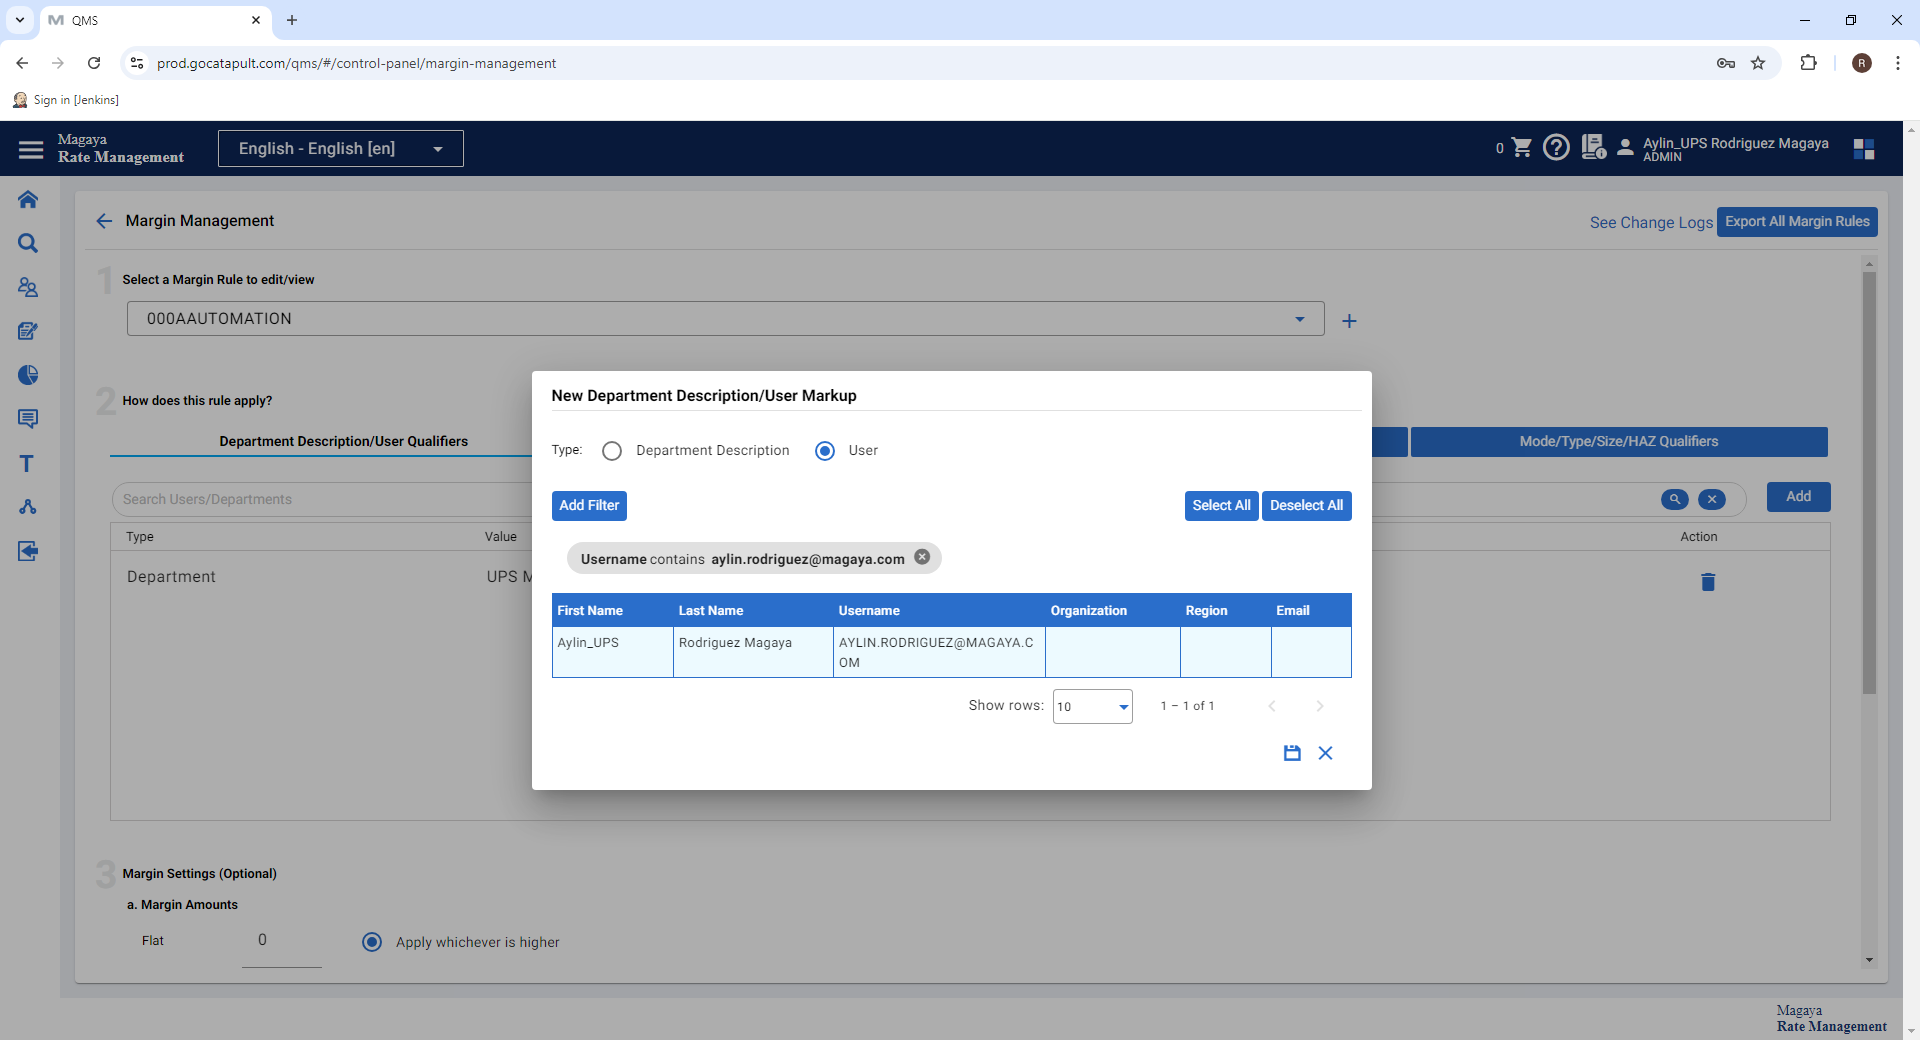 QMS
prod.gocatapult.com/qms/#/control-panel/margin-management
R
Sign in [Jenkins]
Magaya
Rate Management
English - English [en]
0
Aylin_UPS Rodriguez Magaya
ADMIN
Margin Management
See Change Logs
Export All Margin Rules
1
Select a Margin Rule to edit/view
000AAUTOMATION
2
How does this rule apply?
Department Description/User Qualifiers
Mode/Type/Size/HAZ Qualifiers
Search Users/Departments
Add
Type
Value
Action
Department
UPS M
New Department Description/User Markup
Type:
Department Description
User
Add Filter
Select All
Deselect All
Username contains aylin.rodriguez@magaya.com
First Name
Last Name
Username
Organization
Region
Email
Aylin_UPS
Rodriguez Magaya
AYLIN.RODRIGUEZ@MAGAYA.C
OM
Show rows:
10
1 – 1 of 1
3
Margin Settings (Optional)
a. Margin Amounts
Flat
0
Apply whichever is higher
Magaya
Rate Management